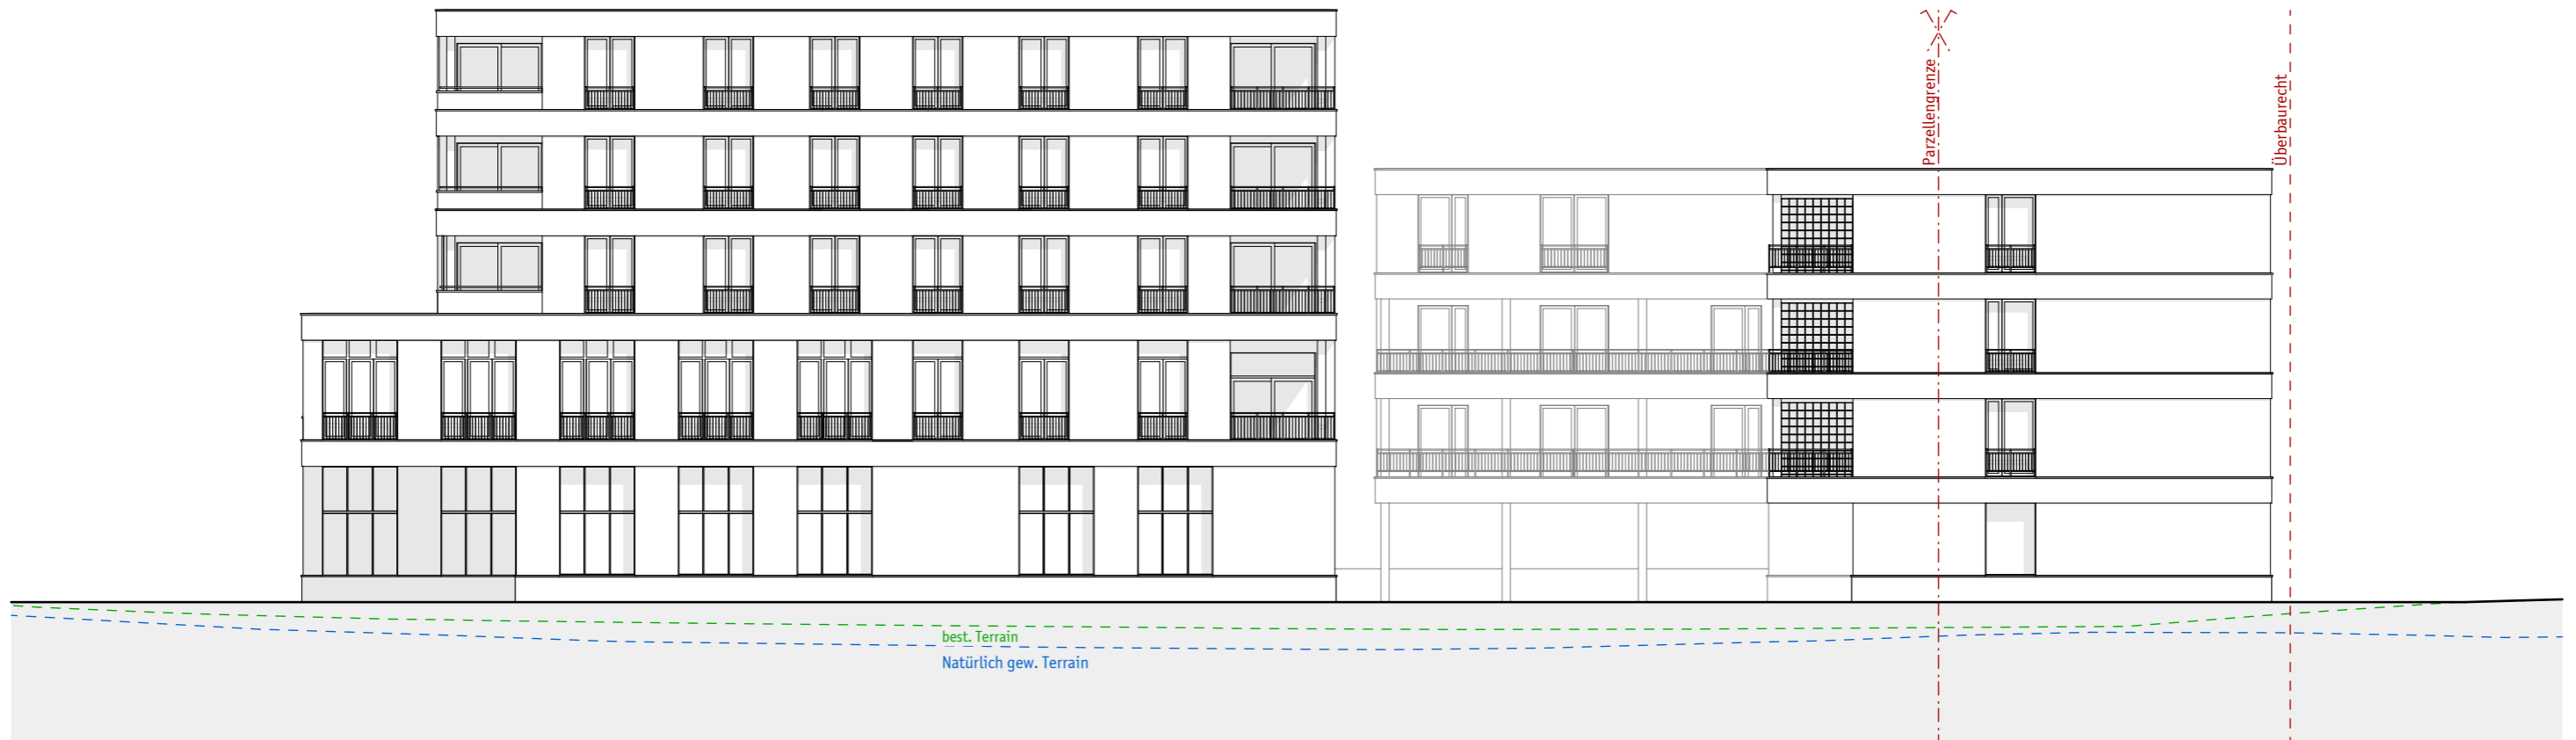 Parzellengrenze
Überbaurecht
best. Terrain
Natürlich gew. Terrain